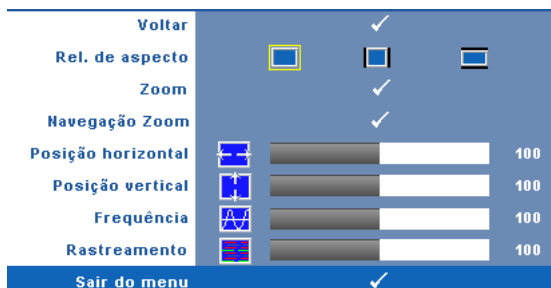 Voltar
Rel. de aspecto
Zoom
Navegação Zoom
Posição horizontal 100
Posição vertical 100
Frequência 100
Rastreamento 100
Sair do menu